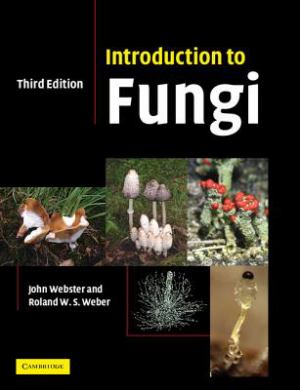 Introduction to
Third Edition
Fungi
John Webster and
Roland W. S. Weber
CAMBRIDGE